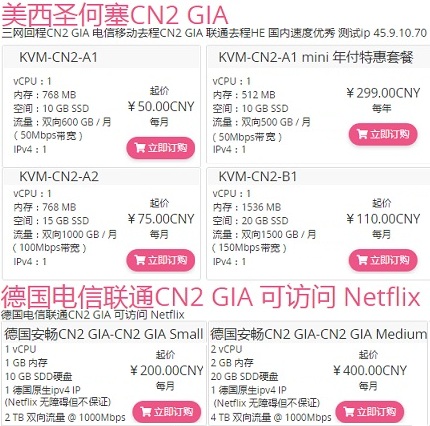 美西圣何塞CN2 GIA
三网回程CN2 GIA 电信移动去程CN2 GIA 联通去程HE 国内速度优秀 测试ip 45.9.10.70
KVM-CN2-A1
vCPU：1
内存：768 MB
空间：10 GB SSD
流量：双向600 GB / 月
( 50Mbps带宽 )
IPv4：1
起价
¥50.00CNY
每月
立即订购
KVM-CN2-A1 mini 年付特惠套餐
vCPU：1
内存：512 MB
空间：10 GB SSD
流量：双向500 GB / 月
( 50Mbps带宽 )
IPv4：1
¥299.00CNY
每年
立即订购
KVM-CN2-A2
vCPU：1
内存：768 MB
空间：15 GB SSD
流量：双向1000 GB / 月
( 100Mbps带宽 )
IPv4：1
起价
¥75.00CNY
每月
立即订购
KVM-CN2-B1
vCPU：1
内存：1536 MB
空间：20 GB SSD
流量：双向1500 GB / 月
( 150Mbps带宽 )
IPv4：1
起价
¥110.00CNY
每月
立即订购
德国电信联通CN2 GIA 可访问 Netflix
德国电信联通CN2 GIA 可访问 Netflix
德国安畅CN2 GIA-CN2 GIA Small
1 vCPU
1 GB 内存
10 GB SSD硬盘
1 德国原生ipv4 IP
(Netflix 无障碍但不保证)
2 TB 双向流量 @ 1000Mbps
起价
¥200.00CNY
每月
立即订购
德国安畅CN2 GIA-CN2 GIA Medium
2 vCPU
2 GB 内存
20 GB SSD硬盘
1 德国原生ipv4 IP
(Netflix 无障碍但不保证)
4 TB 双向流量 @ 1000Mbps
起价
¥400.00CNY
每月
立即订购